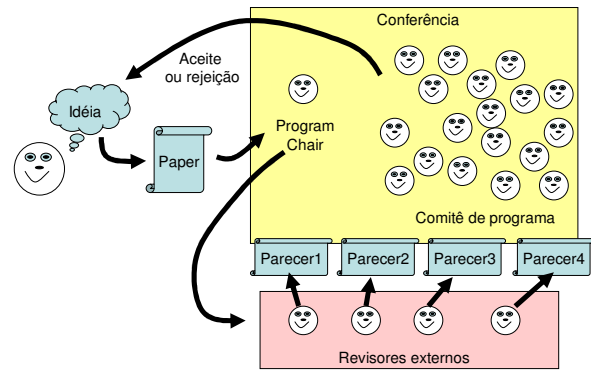 Conferência
Aceite
ou rejeição
Idéia
Paper
Program
Chair
Comitê de programa
Parecer1
Parecer2
Parecer3
Parecer4
Revisores externos